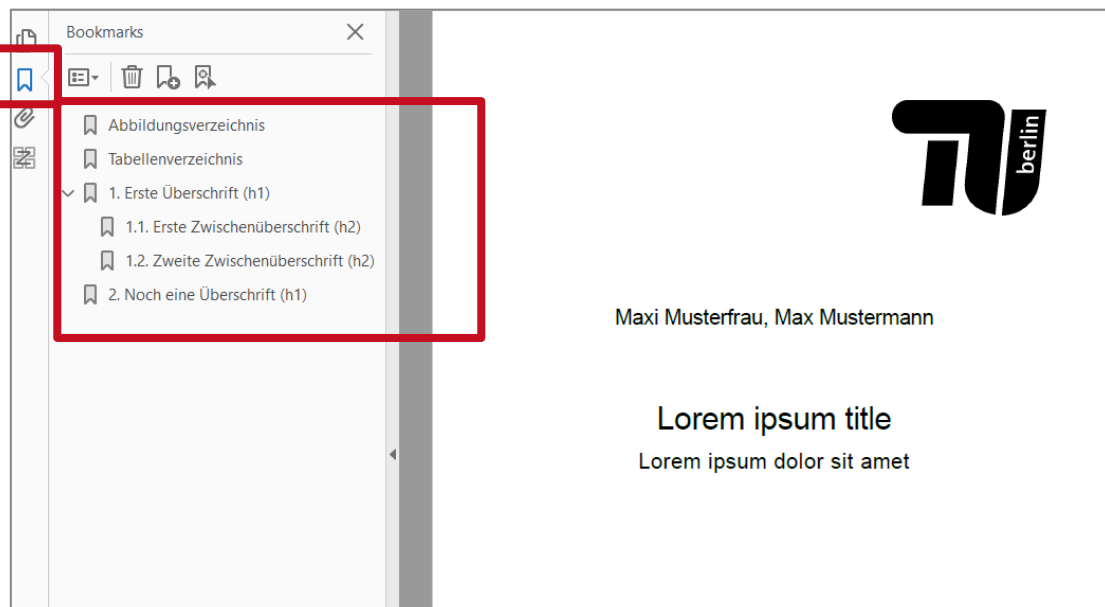 Bookmarks
Abbildungsverzeichnis
Tabellenverzeichnis
1. Erste Überschrift (h1)
1.1. Erste Zwischenüberschrift (h2)
1.2. Zweite Zwischenüberschrift (h2)
2. Noch eine Überschrift (h1)
berlin
Maxi Musterfrau, Max Mustermann
Lorem ipsum title
Lorem ipsum dolor sit amet